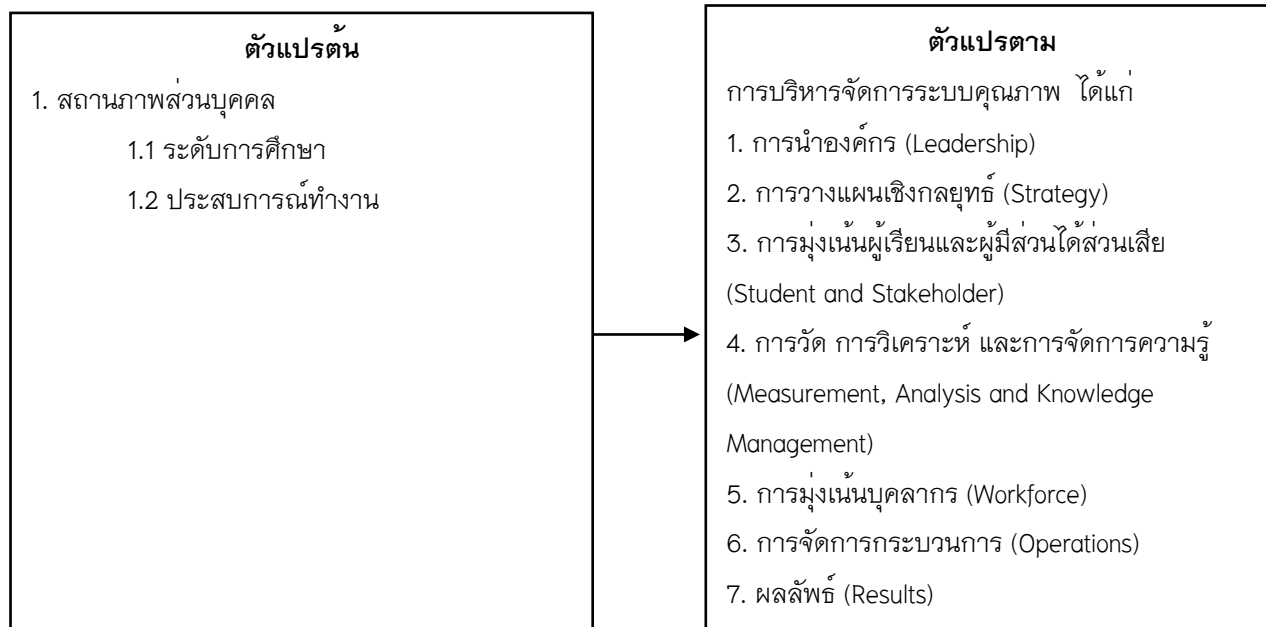 ตัวแปรต้น
1. สถานภาพส่วนบุคคล
1.1 ระดับการศึกษา
1.2 ประสบการณ์ทำงาน
ตัวแปรตาม
การบริหารจัดการระบบคุณภาพ ได้แก่
1. การนำองค์กร (Leadership)
2. การวางแผนเชิงกลยุทธ์ (Strategy)
3. การมุ่งเน้นผู้เรียนและผู้มีส่วนได้ส่วนเสีย
(Student and Stakeholder)
4. การวัด การวิเคราะห์ และการจัดการความรู้
(Measurement, Analysis and Knowledge
Management)
5. การมุ่งเน้นบุคลากร (Workforce)
6. การจัดการกระบวนการ (Operations)
7. ผลลัพธ์ (Results)